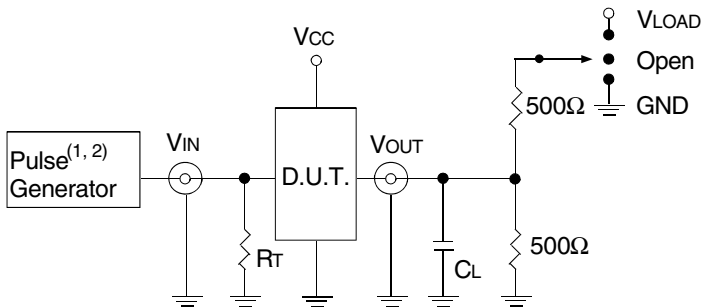 VLOAD
VCC
Open
500Ω
GND
VIN
VOUT
Pulse(1, 2)
Generator
D.U.T.
RT
CL
500Ω